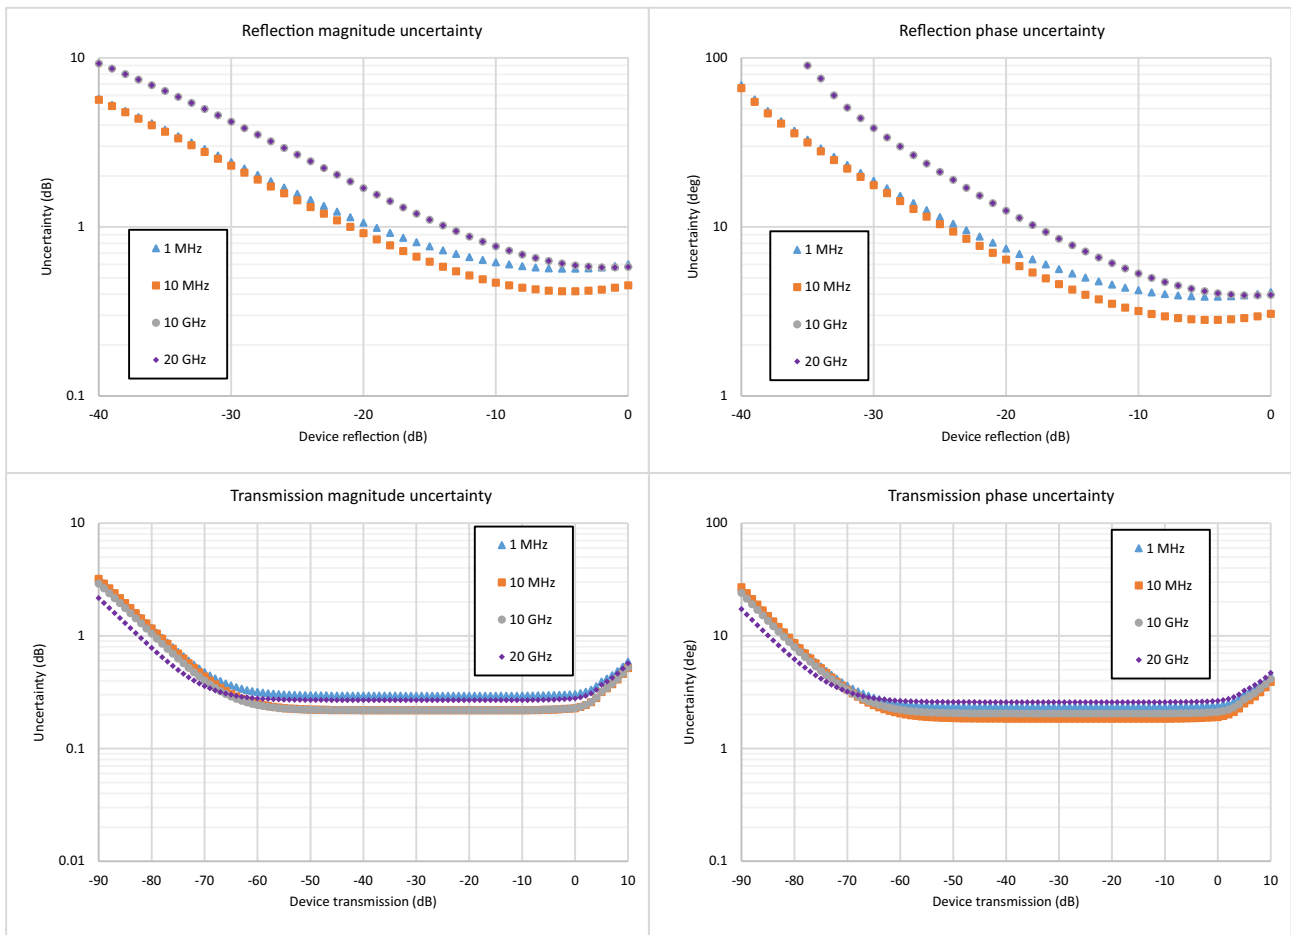 Reflection magnitude uncertainty
10
1
0.1
Uncertainty (dB)
1 MHz
10 MHz
10 GHz
20 GHz
-40 -30 -20 -10 0
Device reflection (dB)
Reflection phase uncertainty
100
10
1
Uncertainty (deg)
1 MHz
10 MHz
10 GHz
20 GHz
-40 -30 -20 -10 0
Device reflection (dB)
Transmission magnitude uncertainty
10
1
0.1
0.01
Uncertainty (dB)
1 MHz
10 MHz
10 GHz
20 GHz
-90 -80 -70 -60 -50 -40 -30 -20 -10 0 10
Device transmission (dB)
Transmission phase uncertainty
100
10
1
0.1
Uncertainty (deg)
1 MHz
10 MHz
10 GHz
20 GHz
-90 -80 -70 -60 -50 -40 -30 -20 -10 0 10
Device transmission (dB)